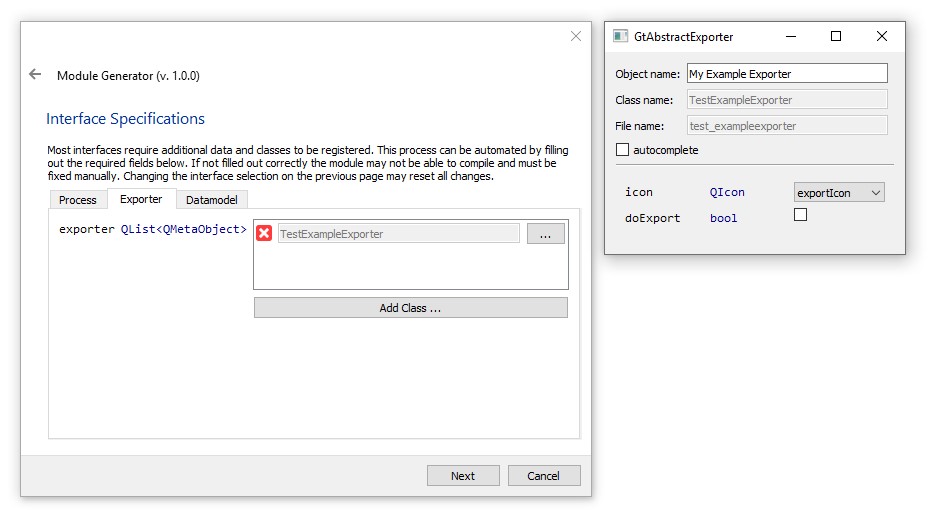 Module Generator (v. 1.0.0)
Interface Specifications
Most interfaces require additional data and classes to be registered. This process can be automated by filling
out the required fields below. If not filled out correctly the module may not be able to compile and must be
fixed manually. Changing the interface selection on the previous page may reset all changes.
Process Exporter Datamodel
exporter QList<QMetaObject> TestExampleExporter ...
Add Class ...
Next Cancel
GtAbstractExporter
Object name: My Example Exporter
Class name: TestExampleExporter
File name: test_exampleexporter
autocomplete
icon QIcon exportIcon
doExport bool